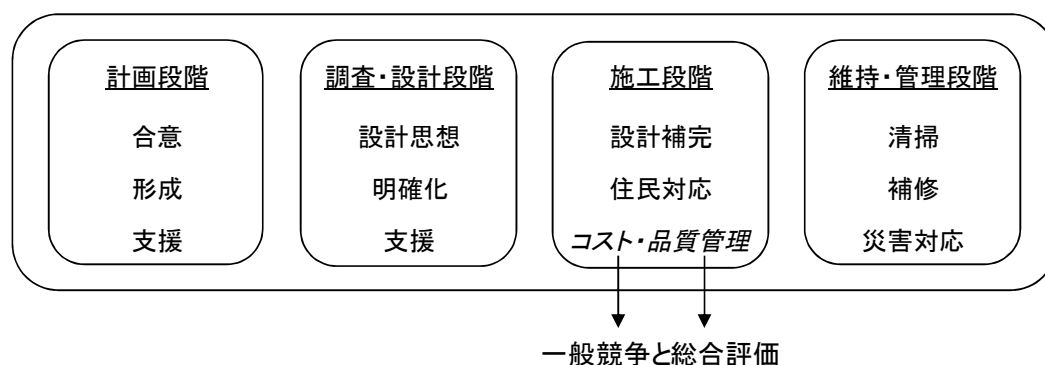 計画段階
合意
形成
支援
調査・設計段階
設計思想
明確化
支援
施工段階
設計補完
住民対応
コスト・品質管理
維持・管理段階
清掃
補修
災害対応
一般競争と総合評価